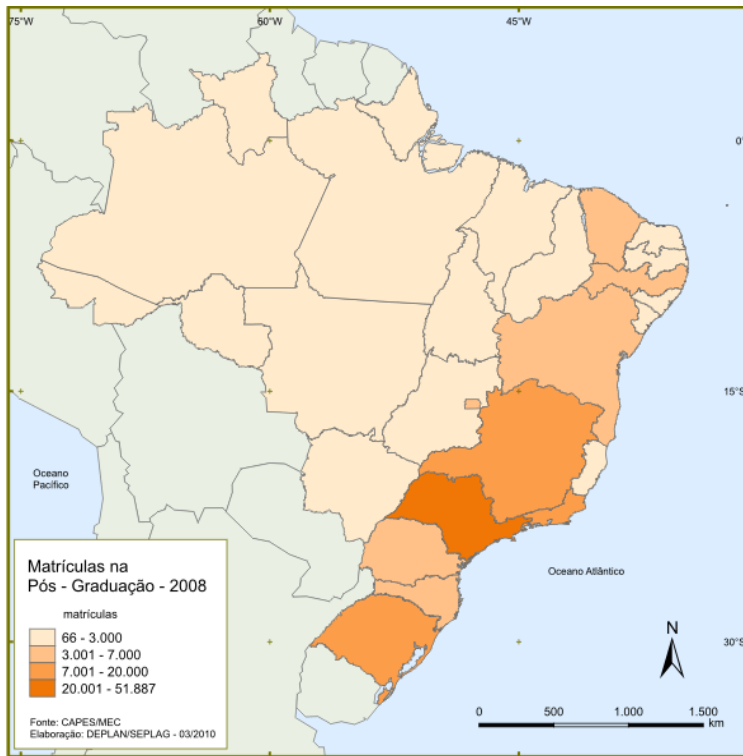 75°W
60°W
45°W
0°
15°S
Oceano
Pacífico
Oceano Atlântico
30°S
Matrículas na
Pós - Graduação - 2008
matrículas
66 - 3.000
3.001 - 7.000
7.001 - 20.000
20.001 - 51.887
Fonte: CAPES/MEC
Elaboração: DEPLAN/SEPLAG - 03/2010
N
0 500 1.000 1.500
km